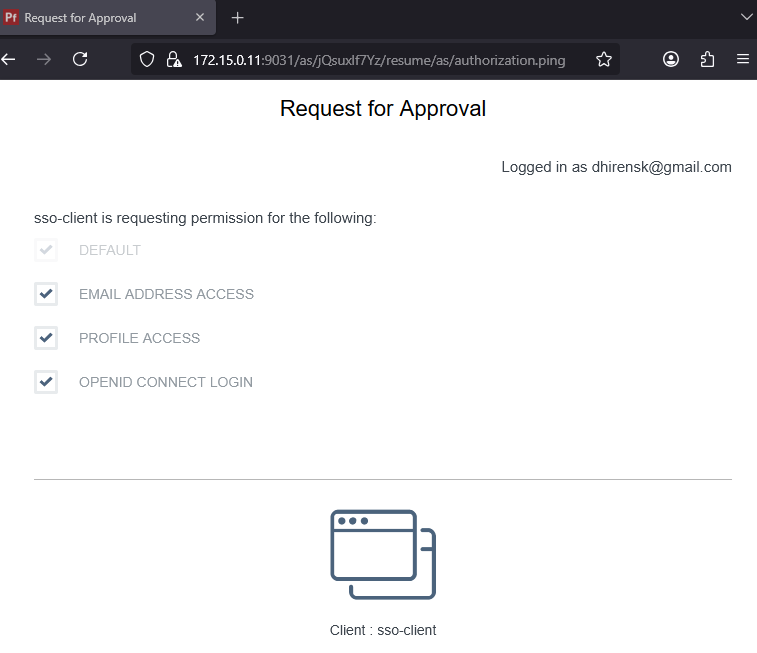 Pf Request for Approval
172.15.0.11:9031/as/jQsuxIf7Yz/resume/as/authorization.ping
Request for Approval
Logged in as dhirensk@gmail.com
sso-client is requesting permission for the following:
DEFAULT
EMAIL ADDRESS ACCESS
PROFILE ACCESS
OPENID CONNECT LOGIN
Client : sso-client